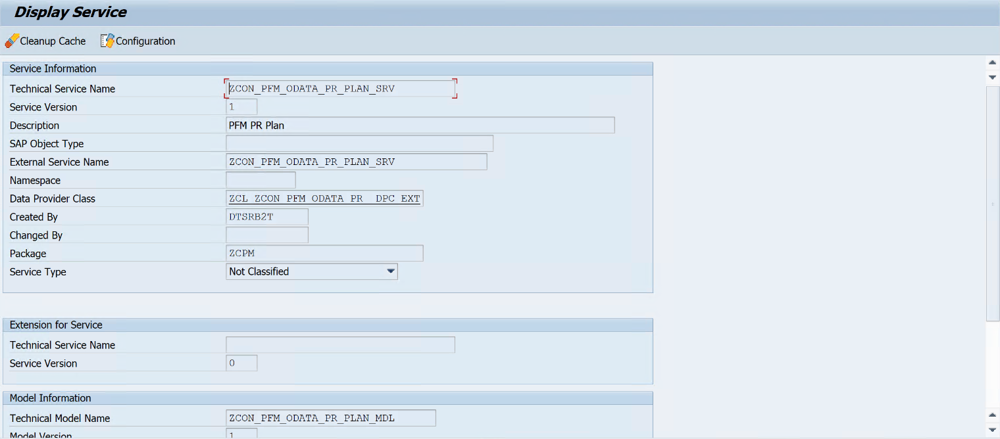 Display Service
Cleanup Cache Configuration
Service Information
Technical Service Name ZCON_PFM_ODATA_PR_PLAN_SRV
Service Version 1
Description PFM PR Plan
SAP Object Type
External Service Name ZCON_PFM_ODATA_PR_PLAN_SRV
Namespace
Data Provider Class ZCL_ZCON_PFM_ODATA_PR__DPC_EXT
Created By DTSRB2T
Changed By
Package ZCPM
Service Type Not Classified
Extension for Service
Technical Service Name
Service Version 0
Model Information
Technical Model Name ZCON_PFM_ODATA_PR_PLAN_MDL
Model Version 1